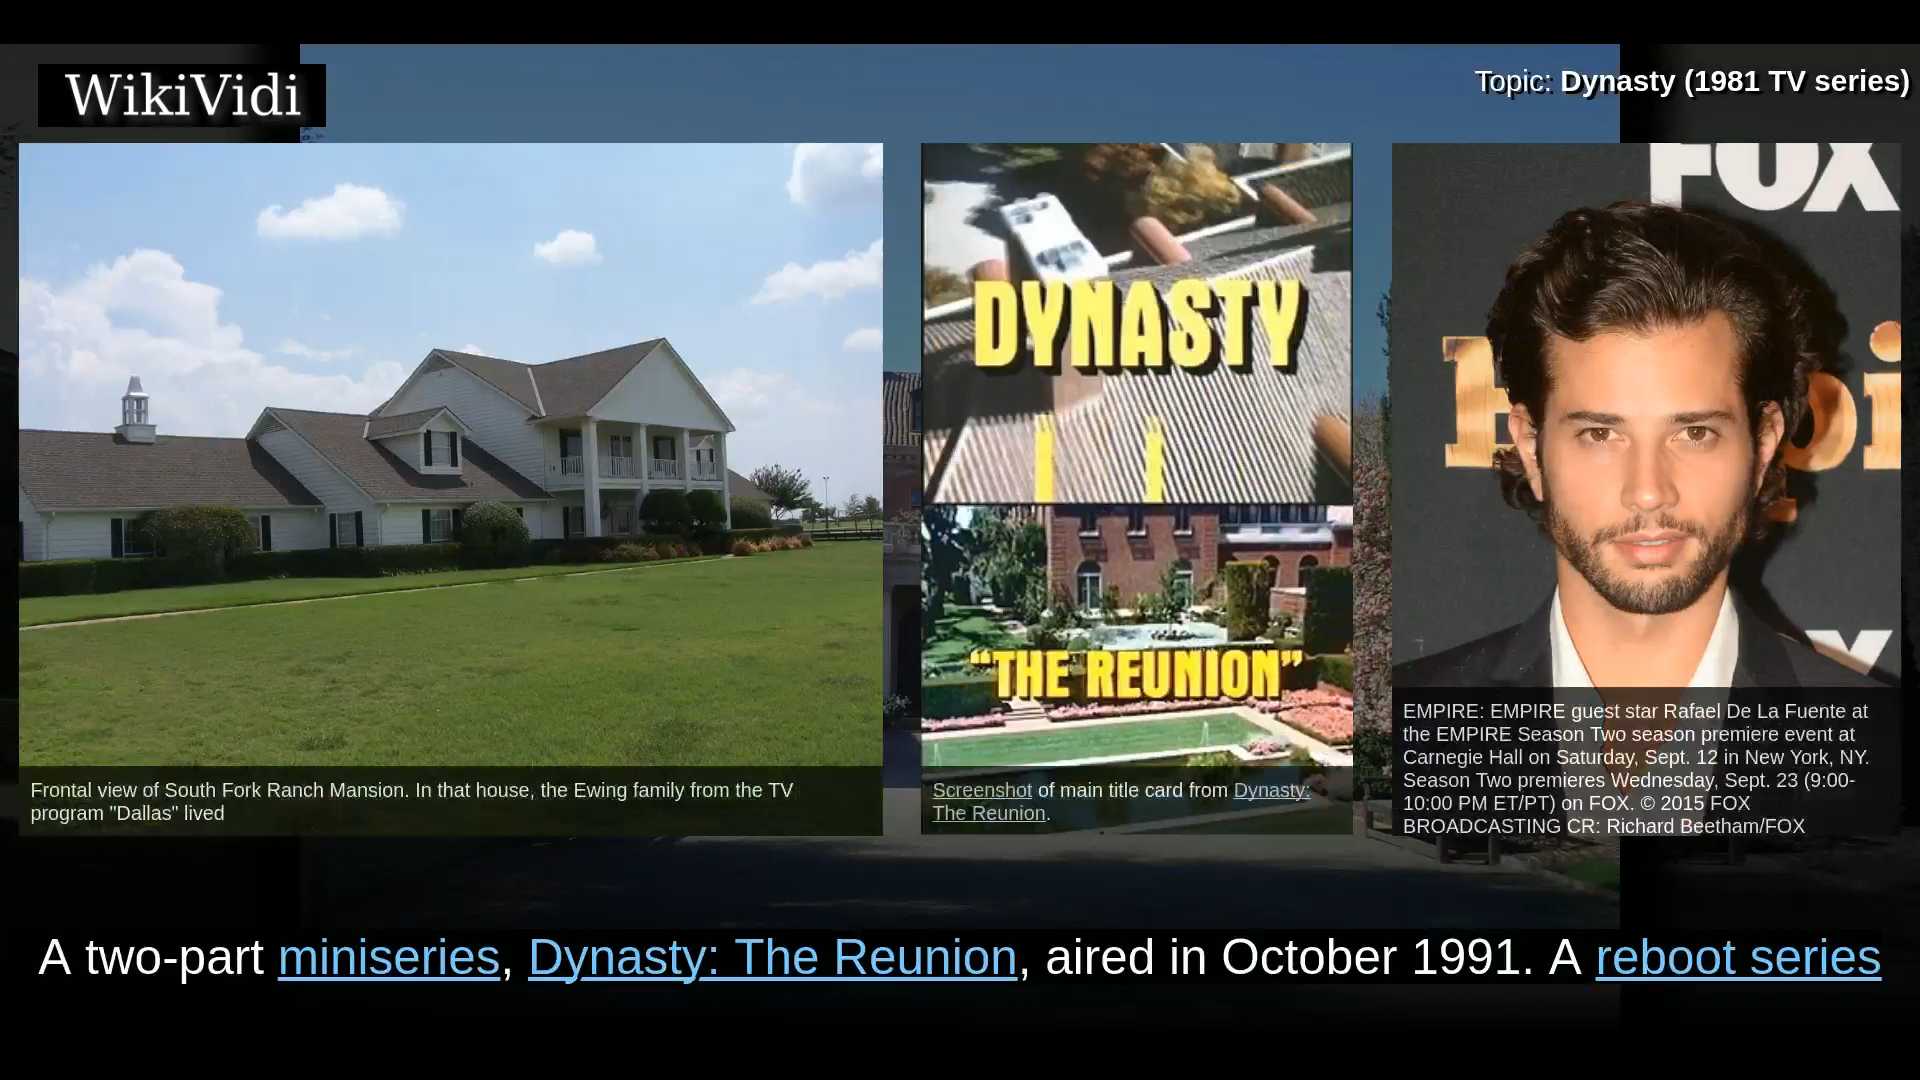 WikiVidi
Topic: Dynasty (1981 TV series)
Frontal view of South Fork Ranch Mansion. In that house, the Ewing family from the TV
program "Dallas" lived
DYNASTY
"THE REUNION"
Screenshot of main title card from Dynasty:
The Reunion.
FOX
EMPIRE: EMPIRE guest star Rafael De La Fuente at
the EMPIRE Season Two season premiere event at
Carnegie Hall on Saturday, Sept. 12 in New York, NY.
Season Two premieres Wednesday, Sept. 23 (9:00-
10:00 PM ET/PT) on FOX. © 2015 FOX
BROADCASTING CR: Richard Beetham/FOX
A two-part miniseries, Dynasty: The Reunion, aired in October 1991. A reboot series